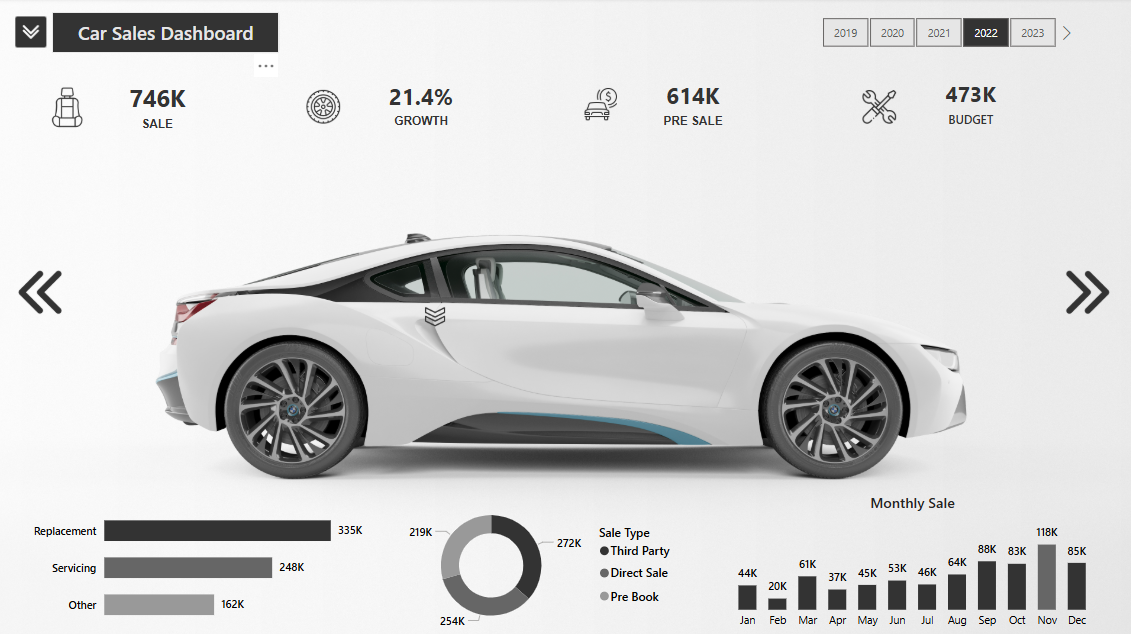 Car Sales Dashboard
2019 2020 2021 2022 2023
746K
SALE
21.4%
GROWTH
614K
PRE SALE
473K
BUDGET
Replacement 335K
Servicing 248K
Other 162K
219K
272K
254K
Sale Type
Third Party
Direct Sale
Pre Book
Monthly Sale
44K 20K 61K 37K 45K 53K 46K 64K 88K 83K 118K 85K
Jan Feb Mar Apr May Jun Jul Aug Sep Oct Nov Dec